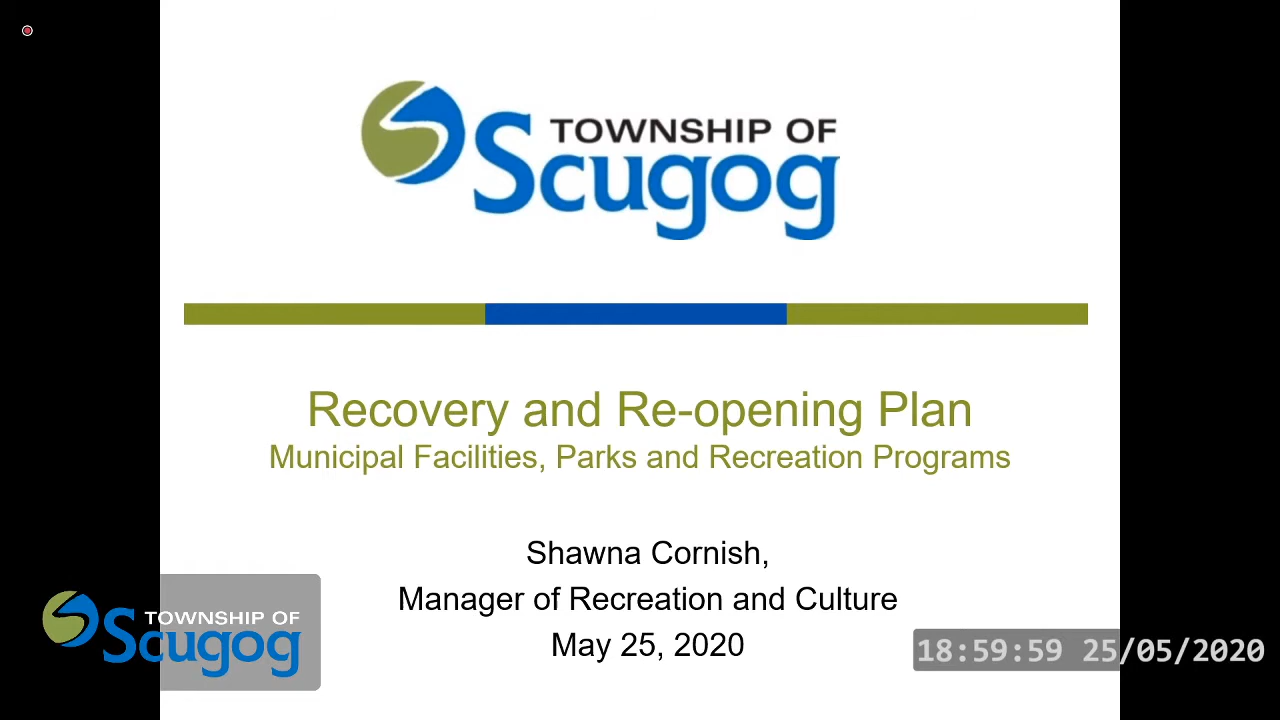 TOWNSHIP OF
Scugog
Recovery and Re-opening Plan
Municipal Facilities, Parks and Recreation Programs
Shawna Cornish,
Manager of Recreation and Culture
May 25, 2020
TOWNSHIP OF
Scugog
18:59:59 25/05/2020